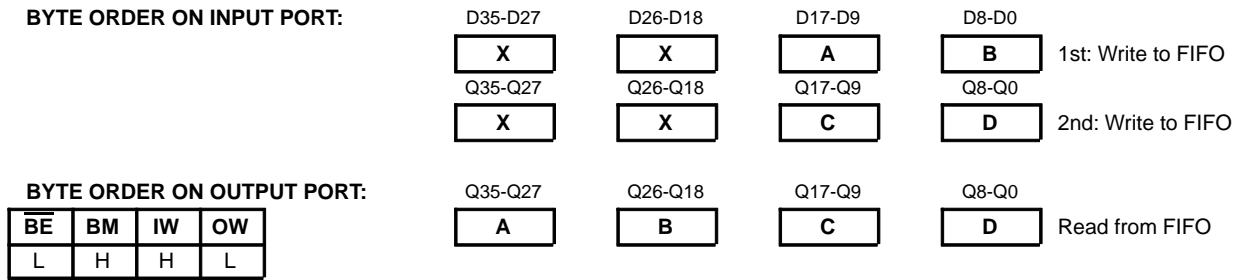 BYTE ORDER ON INPUT PORT: D35-D27 D26-D18 D17-D9 D8-D0
X X A B 1st: Write to FIFO
Q35-Q27 Q26-Q18 Q17-Q9 Q8-Q0
X X C D 2nd: Write to FIFO
BYTE ORDER ON OUTPUT PORT: Q35-Q27 Q26-Q18 Q17-Q9 Q8-Q0
B̅E̅ BM IW OW A B C D Read from FIFO
L H H L